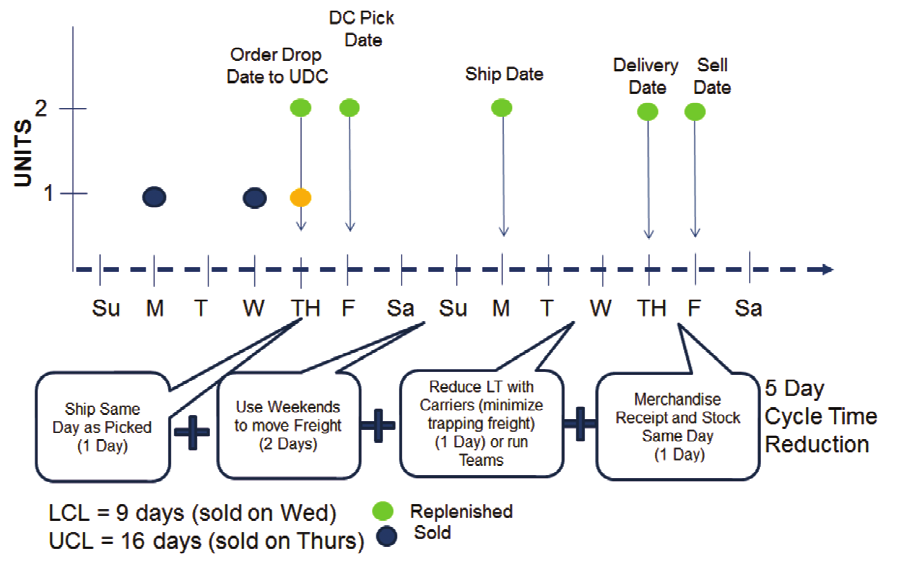 DC Pick
Date
Order Drop
Date to UDC
Ship Date
Delivery
Date
Sell
Date
UNITS
2
1
Su M T W TH F Sa Su M T W TH F Sa
Ship Same
Day as Picked
(1 Day)
Use Weekends
to move Freight
(2 Days)
Reduce LT with
Carriers (minimize
trapping freight)
(1 Day) or run
Teams
Merchandise
Receipt and Stock
Same Day
(1 Day)
5 Day
Cycle Time
Reduction
LCL = 9 days (sold on Wed)
UCL = 16 days (sold on Thurs)
Replenished
Sold